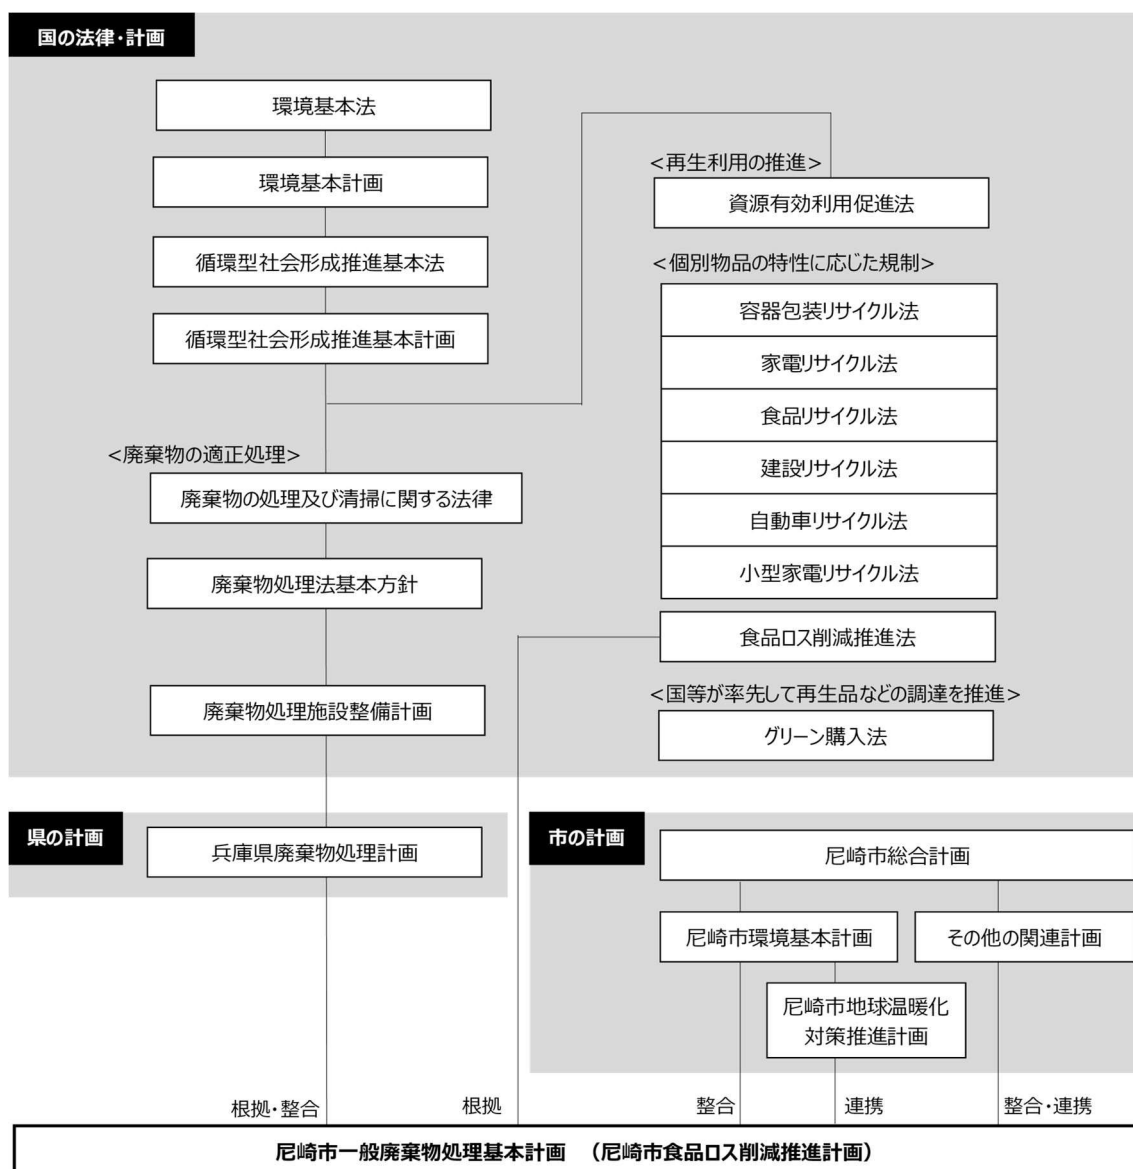 国の法律・計画
環境基本法
環境基本計画
循環型社会形成推進基本法
循環型社会形成推進基本計画
<廃棄物の適正処理>
廃棄物の処理及び清掃に関する法律
廃棄物処理法基本方針
廃棄物処理施設整備計画
<再生利用の推進>
資源有効利用促進法
<個別物品の特性に応じた規制>
容器包装リサイクル法
家電リサイクル法
食品リサイクル法
建設リサイクル法
自動車リサイクル法
小型家電リサイクル法
食品ロス削減推進法
<国等が率先して再生品などの調達を推進>
グリーン購入法
県の計画
兵庫県廃棄物処理計画
市の計画
尼崎市総合計画
尼崎市環境基本計画
その他の関連計画
尼崎市地球温暖化
対策推進計画
根拠・整合
根拠
整合
連携
整合・連携
尼崎市一般廃棄物処理基本計画 (尼崎市食品ロス削減推進計画)